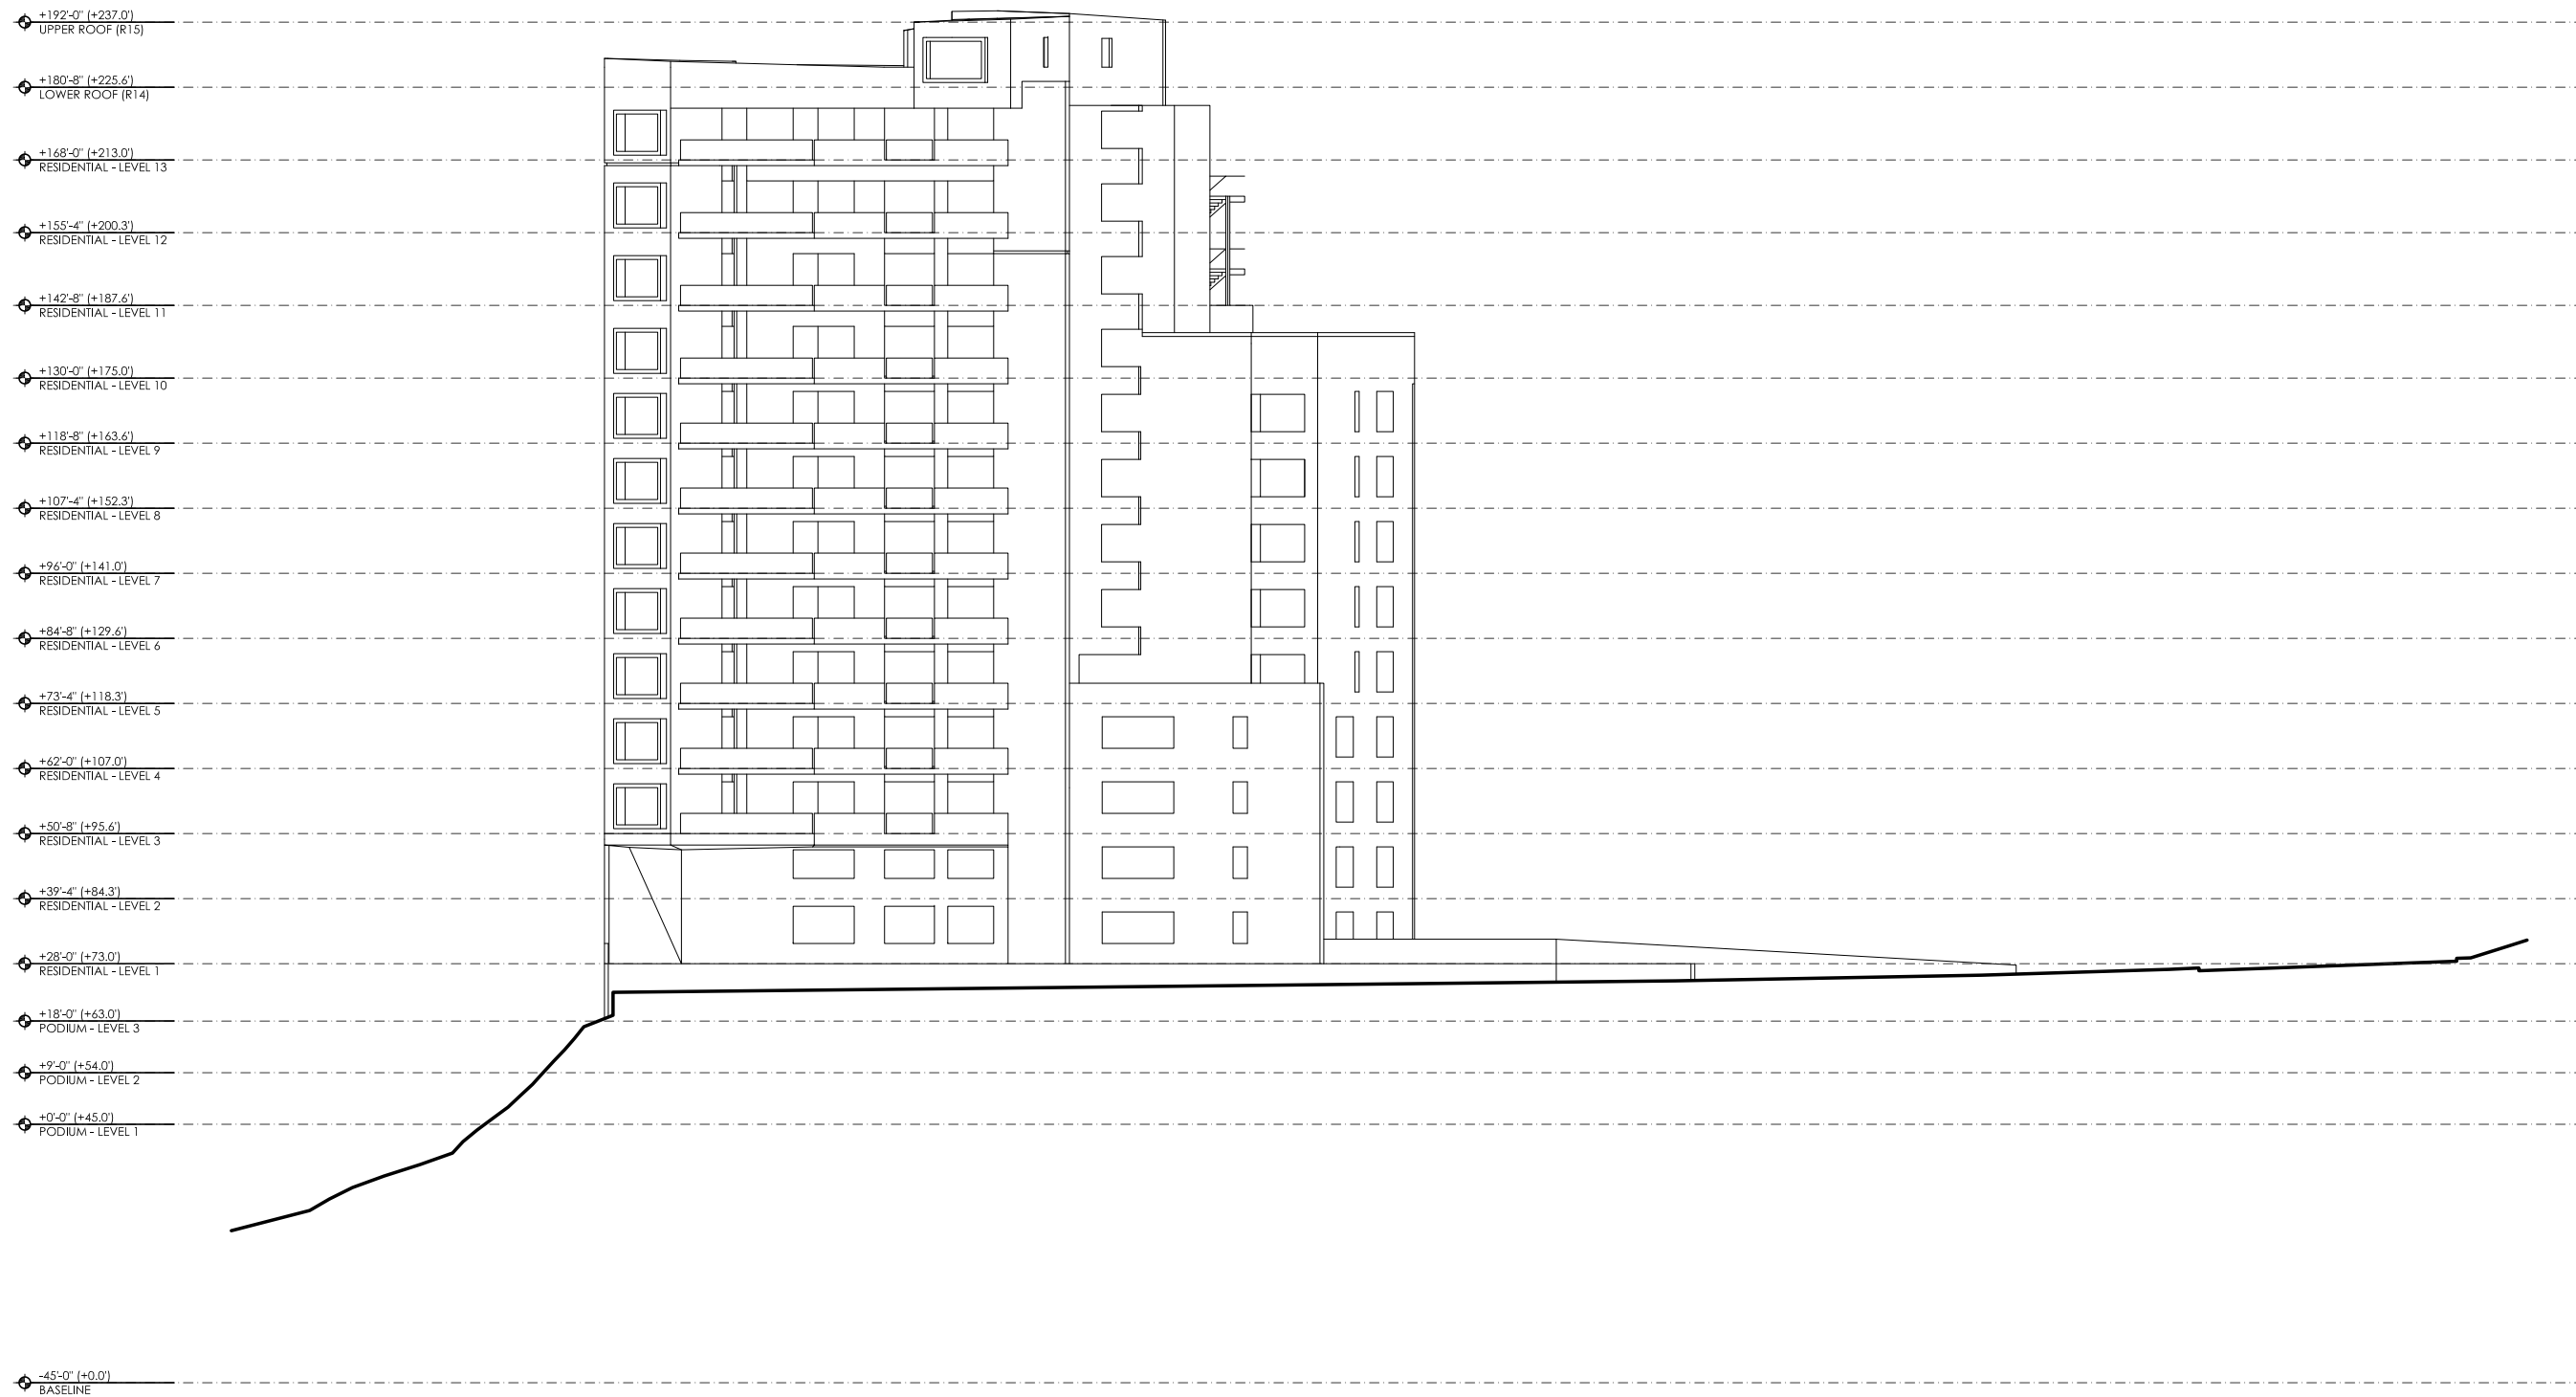 +192'-0" (+237.0')
UPPER ROOF (R15)
+180'-8" (+225.6')
LOWER ROOF (R14)
+168'-0" (+213.0')
RESIDENTIAL - LEVEL 13
+155'-4" (+200.3')
RESIDENTIAL - LEVEL 12
+142'-8" (+187.6')
RESIDENTIAL - LEVEL 11
+130'-0" (+175.0')
RESIDENTIAL - LEVEL 10
+118'-8" (+163.6')
RESIDENTIAL - LEVEL 9
+107'-4" (+152.3')
RESIDENTIAL - LEVEL 8
+96'-0" (+141.0')
RESIDENTIAL - LEVEL 7
+84'-8" (+129.6')
RESIDENTIAL - LEVEL 6
+73'-4" (+118.3')
RESIDENTIAL - LEVEL 5
+62'-0" (+107.0')
RESIDENTIAL - LEVEL 4
+50'-8" (+95.6')
RESIDENTIAL - LEVEL 3
+39'-4" (+84.3')
RESIDENTIAL - LEVEL 2
+28'-0" (+73.0')
RESIDENTIAL - LEVEL 1
+18'-0" (+63.0')
PODIUM - LEVEL 3
+9'-0" (+54.0')
PODIUM - LEVEL 2
+0'-0" (+45.0')
PODIUM - LEVEL 1
-45'-0" (+0.0')
BASELINE